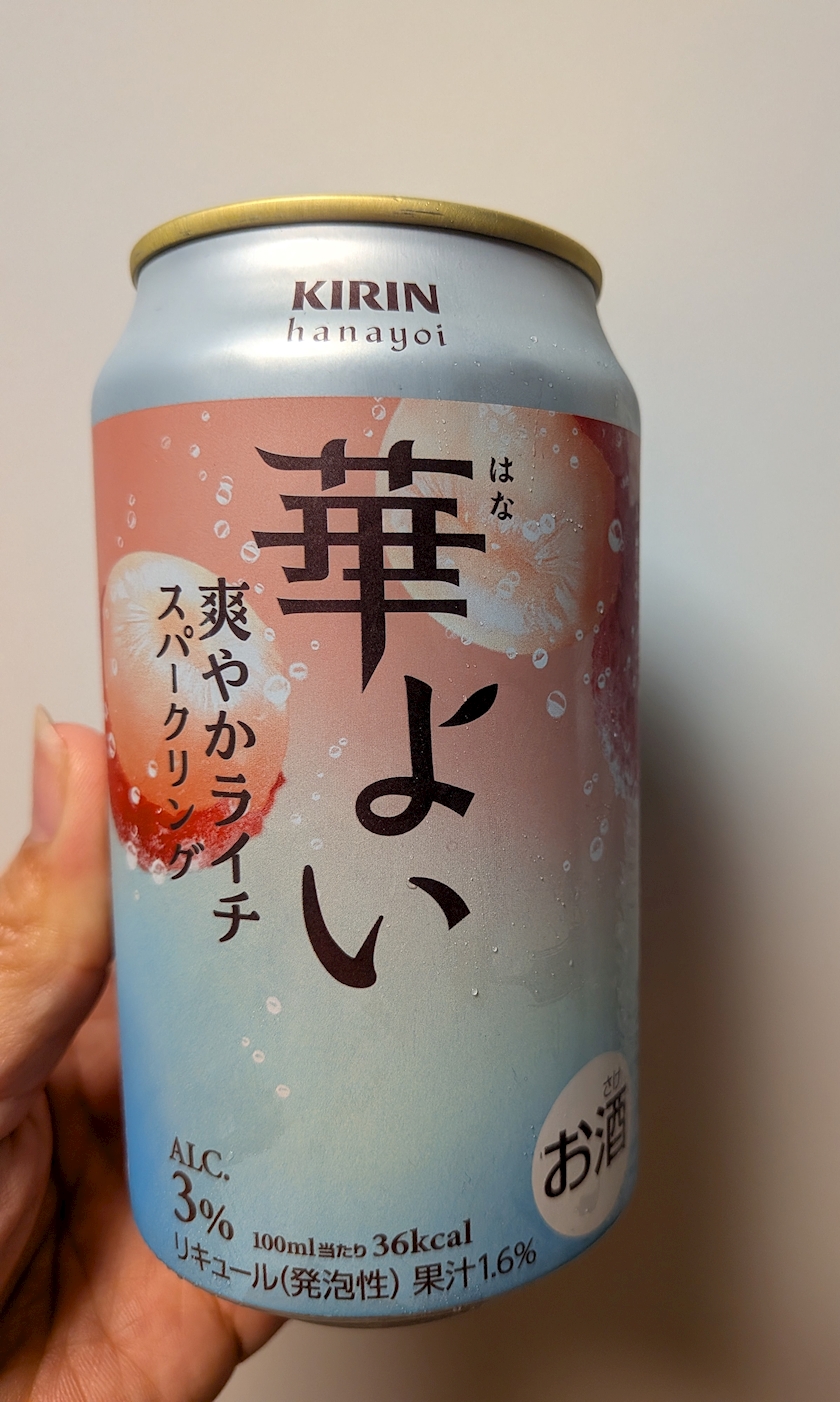 KIRIN
hanayoi
華よい
はな
爽やかライチ
スパークリング
さけ
お酒
ALC.
3%
100ml当たり 36kcal
リキュール(発泡性) 果汁1.6%